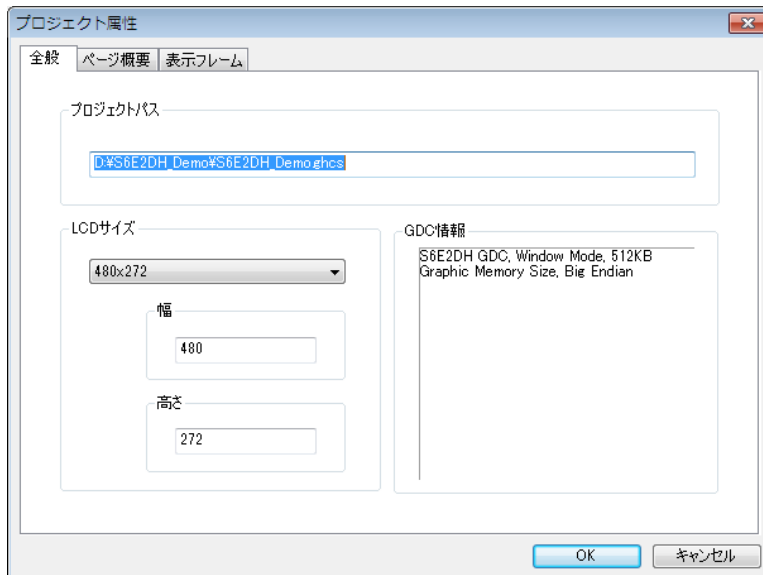 プロジェクト属性
全般 ページ概要 表示フレーム
プロジェクトパス
D:¥S6E2DH_Demo¥S6E2DH_Demo.ghcs
LCDサイズ
480x272
幅
480
高さ
272
GDC情報
S6E2DH GDC, Window Mode, 512KB
Graphic Memory Size, Big Endian
OK キャンセル